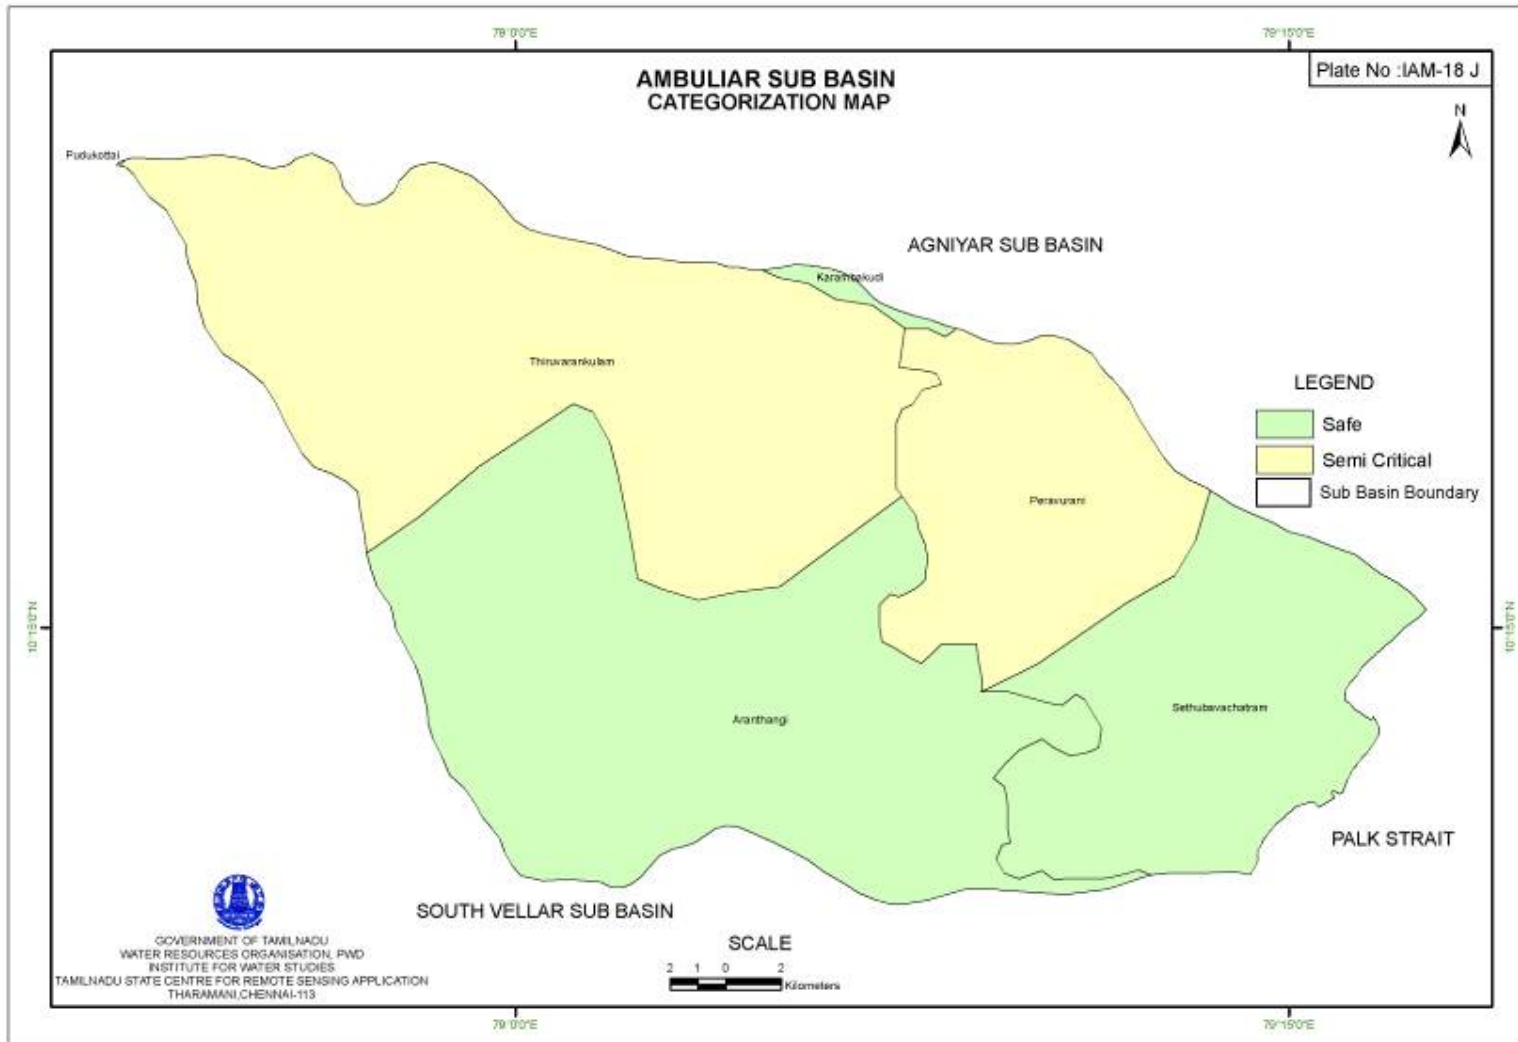 79°0'0"E
79°15'0"E
AMBULIAR SUB BASIN
CATEGORIZATION MAP
Plate No :IAM-18 J
N
Pudukottai
AGNIYAR SUB BASIN
Karambakudi
Thiruvarankulam
LEGEND
Safe
Semi Critical
Sub Basin Boundary
Peravurani
10°15'0"N
10°15'0"N
Sethubavachatram
Aranthangi
PALK STRAIT
SOUTH VELLAR SUB BASIN
GOVERNMENT OF TAMILNADU
WATER RESOURCES ORGANISATION, PWD
INSTITUTE FOR WATER STUDIES
TAMILNADU STATE CENTRE FOR REMOTE SENSING APPLICATION
THARAMANI,CHENNAI-113
SCALE
2 1 0 2
Kilometers
79°0'0"E
79°15'0"E